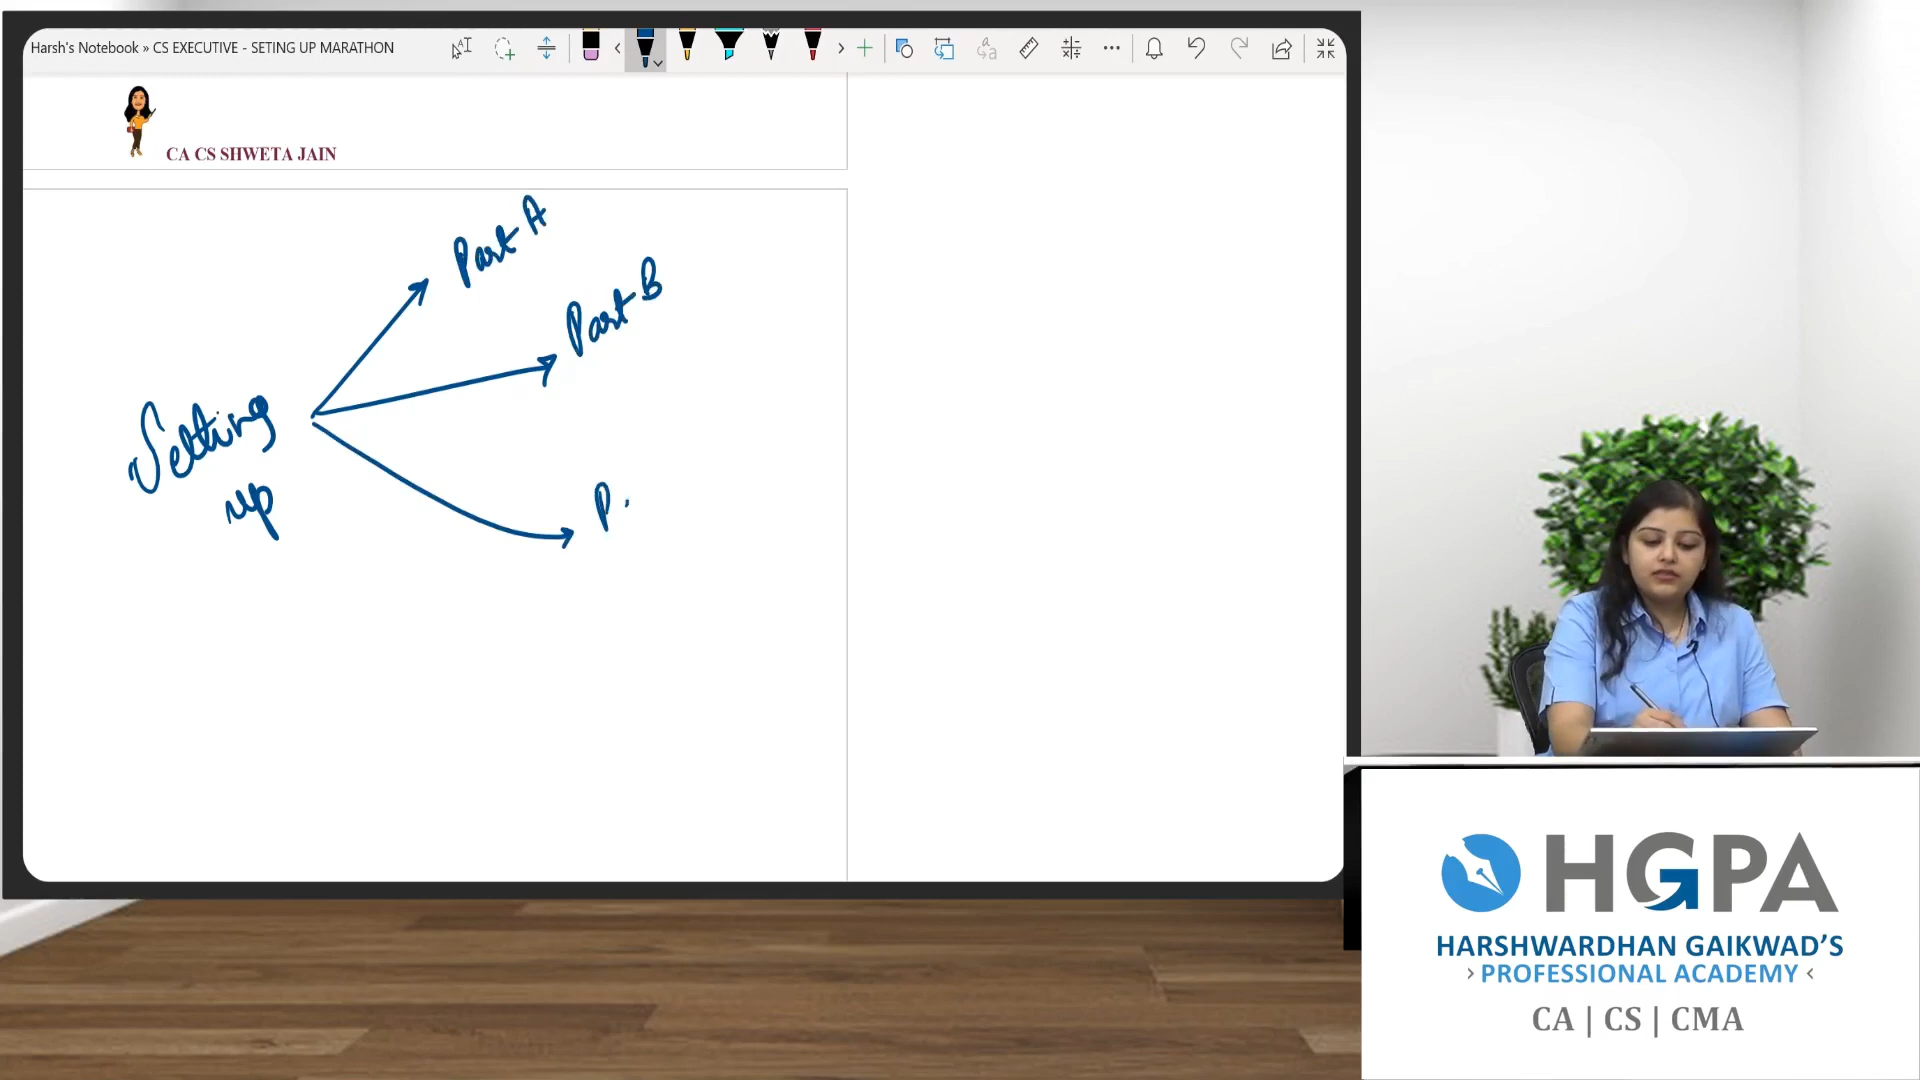 Harsh's Notebook » CS EXECUTIVE - SETING UP MARATHON
CA CS SHWETA JAIN
Part A
Part B
Setting
up
P.
HGPA
HARSHWARDHAN GAIKWAD'S
› PROFESSIONAL ACADEMY ‹
CA | CS | CMA